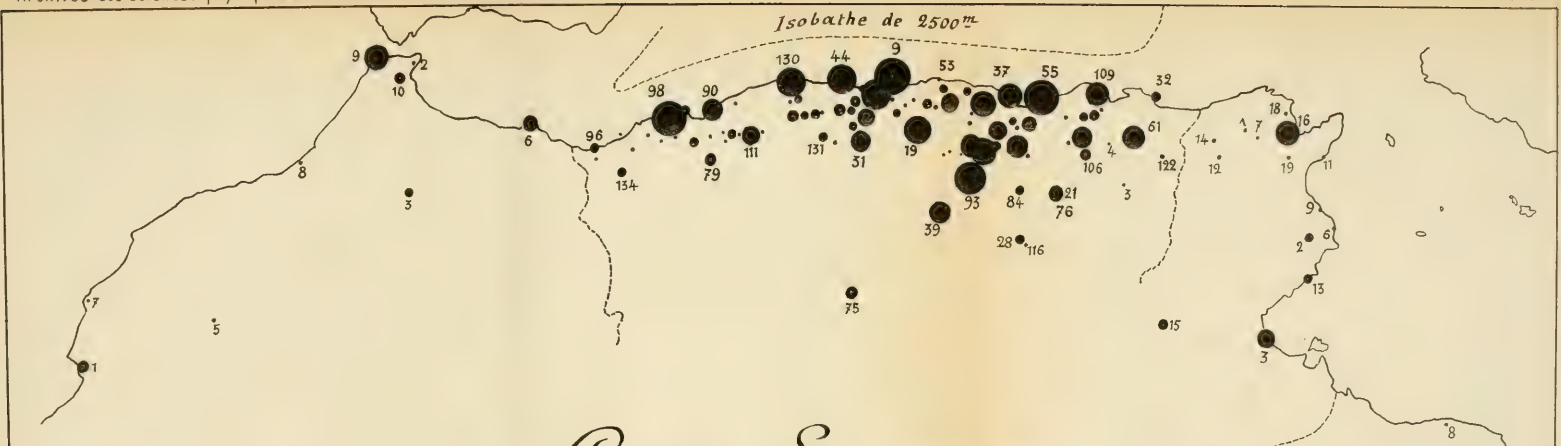 Isobathe de 2500m
130 44 9 53 37 55 109 32
9 2 10
98 90
18 16
6 96 111 131 31 19 61 14 1 7
8 3 134 79 93 84 21 76 106 4 122 12 19 11
3
39 28 116 9 2 6
7 5 75 15 13
1 3
8